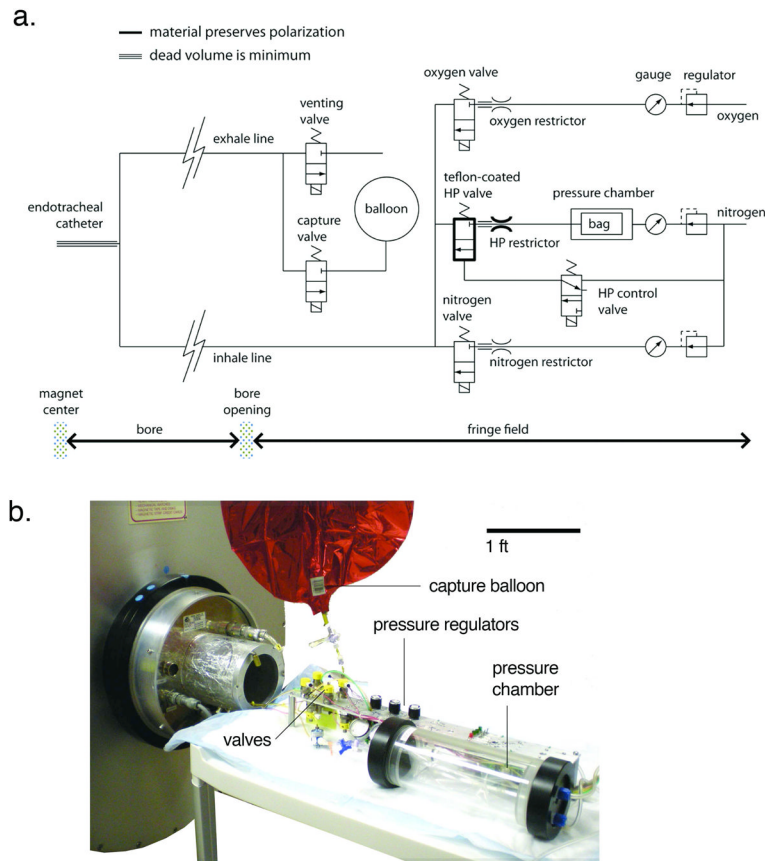 a.
material preserves polarization
dead volume is minimum
oxygen valve
gauge
regulator
venting
valve
oxygen restrictor
oxygen
exhale line
teflon-coated
HP valve
pressure chamber
endotracheal
catheter
balloon
bag
nitrogen
capture
valve
HP restrictor
HP control
valve
nitrogen
valve
inhale line
nitrogen restrictor
magnet
center
bore
opening
bore
fringe field
b.
1 ft
capture balloon
pressure regulators
pressure
chamber
valves